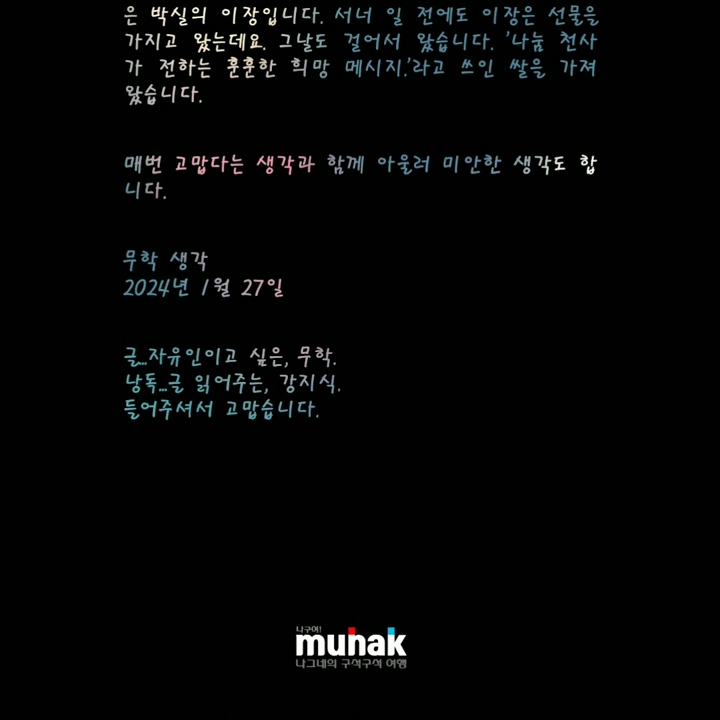 은 박실의 이장입니다. 서너 일 전에도 이장은 선물을
가지고 왔는데요. 그날도 걸어서 왔습니다. '나눔 천사
가 전하는 훈훈한 희망 메시지.'라고 쓰인 쌀을 가져
왔습니다.
매번 고맙다는 생각과 함께 아울러 미안한 생각도 합
니다.
무학 생각
2024년 1월 27일
글...자유인이고 싶은, 무학.
낭독...글 읽어주는, 강지식.
들어주셔서 고맙습니다.
나구여!
muhak
나그네의 구석구석 여행